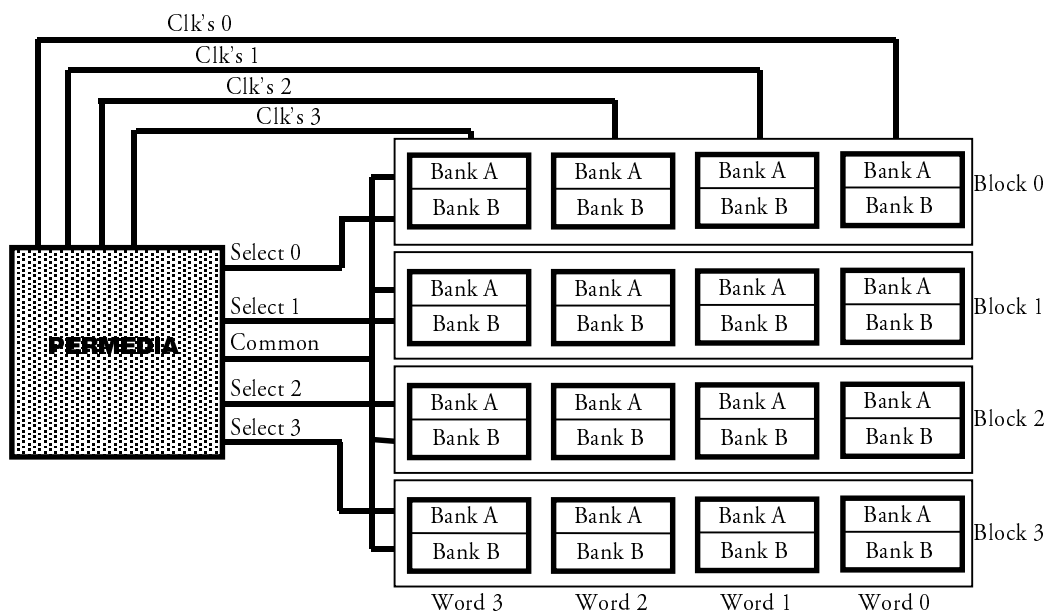 Clk's 0
Clk's 1
Clk's 2
Clk's 3
Bank A Bank A Bank A Bank A
Bank B Bank B Bank B Bank B
Block 0
Select 0
Bank A Bank A Bank A Bank A
Bank B Bank B Bank B Bank B
Block 1
Select 1
PERMEDIA
Common
Select 2
Bank A Bank A Bank A Bank A
Bank B Bank B Bank B Bank B
Block 2
Select 3
Bank A Bank A Bank A Bank A
Bank B Bank B Bank B Bank B
Block 3
Word 3 Word 2 Word 1 Word 0